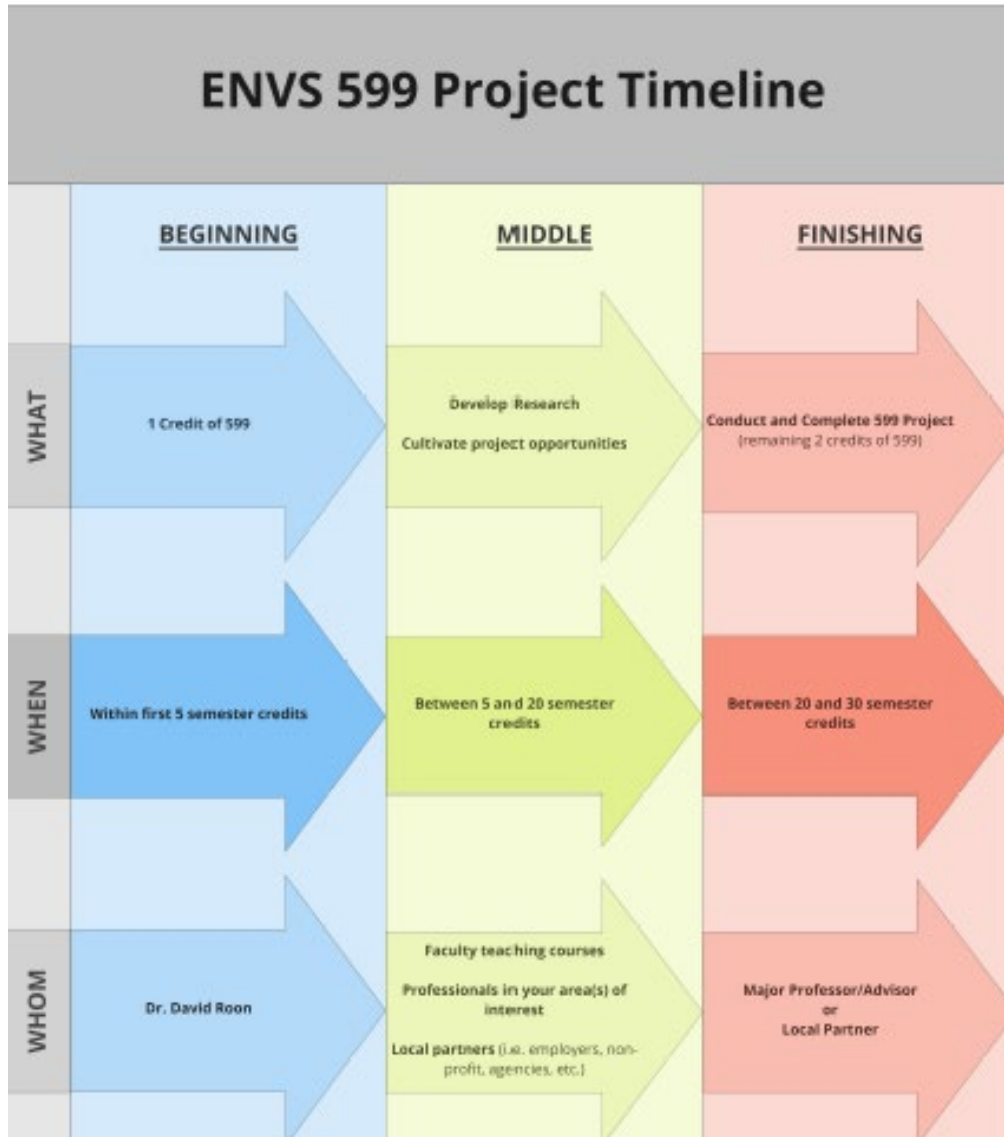 ENVS 599 Project Timeline
BEGINNING
MIDDLE
FINISHING
WHAT
1 Credit of 599
Develop Research
Cultivate project opportunities
Conduct and Complete 599 Project
(remaining 2 credits of 599)
WHEN
Within first 5 semester credits
Between 5 and 20 semester
credits
Between 20 and 30 semester
credits
WHOM
Dr. David Roon
Faculty teaching courses
Professionals in your area(s) of
interest
Local partners (i.e. employers, non-
profit, agencies, etc.)
Major Professor/Advisor
or
Local Partner